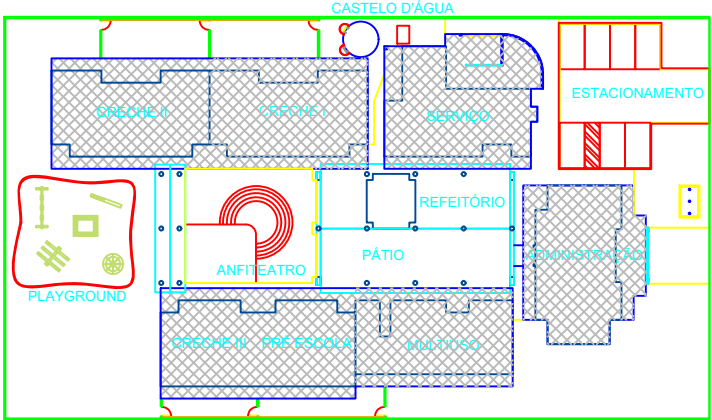 CASTELO D'ÁGUA
CRECHE II
CRECHE I
SERVIÇO
ESTACIONAMENTO
REFEITÓRIO
PÁTIO
ADMINISTRAÇÃO
ANFITEATRO
PLAYGROUND
CRECHE III
PRÉ ESCOLA
MULTIUSO